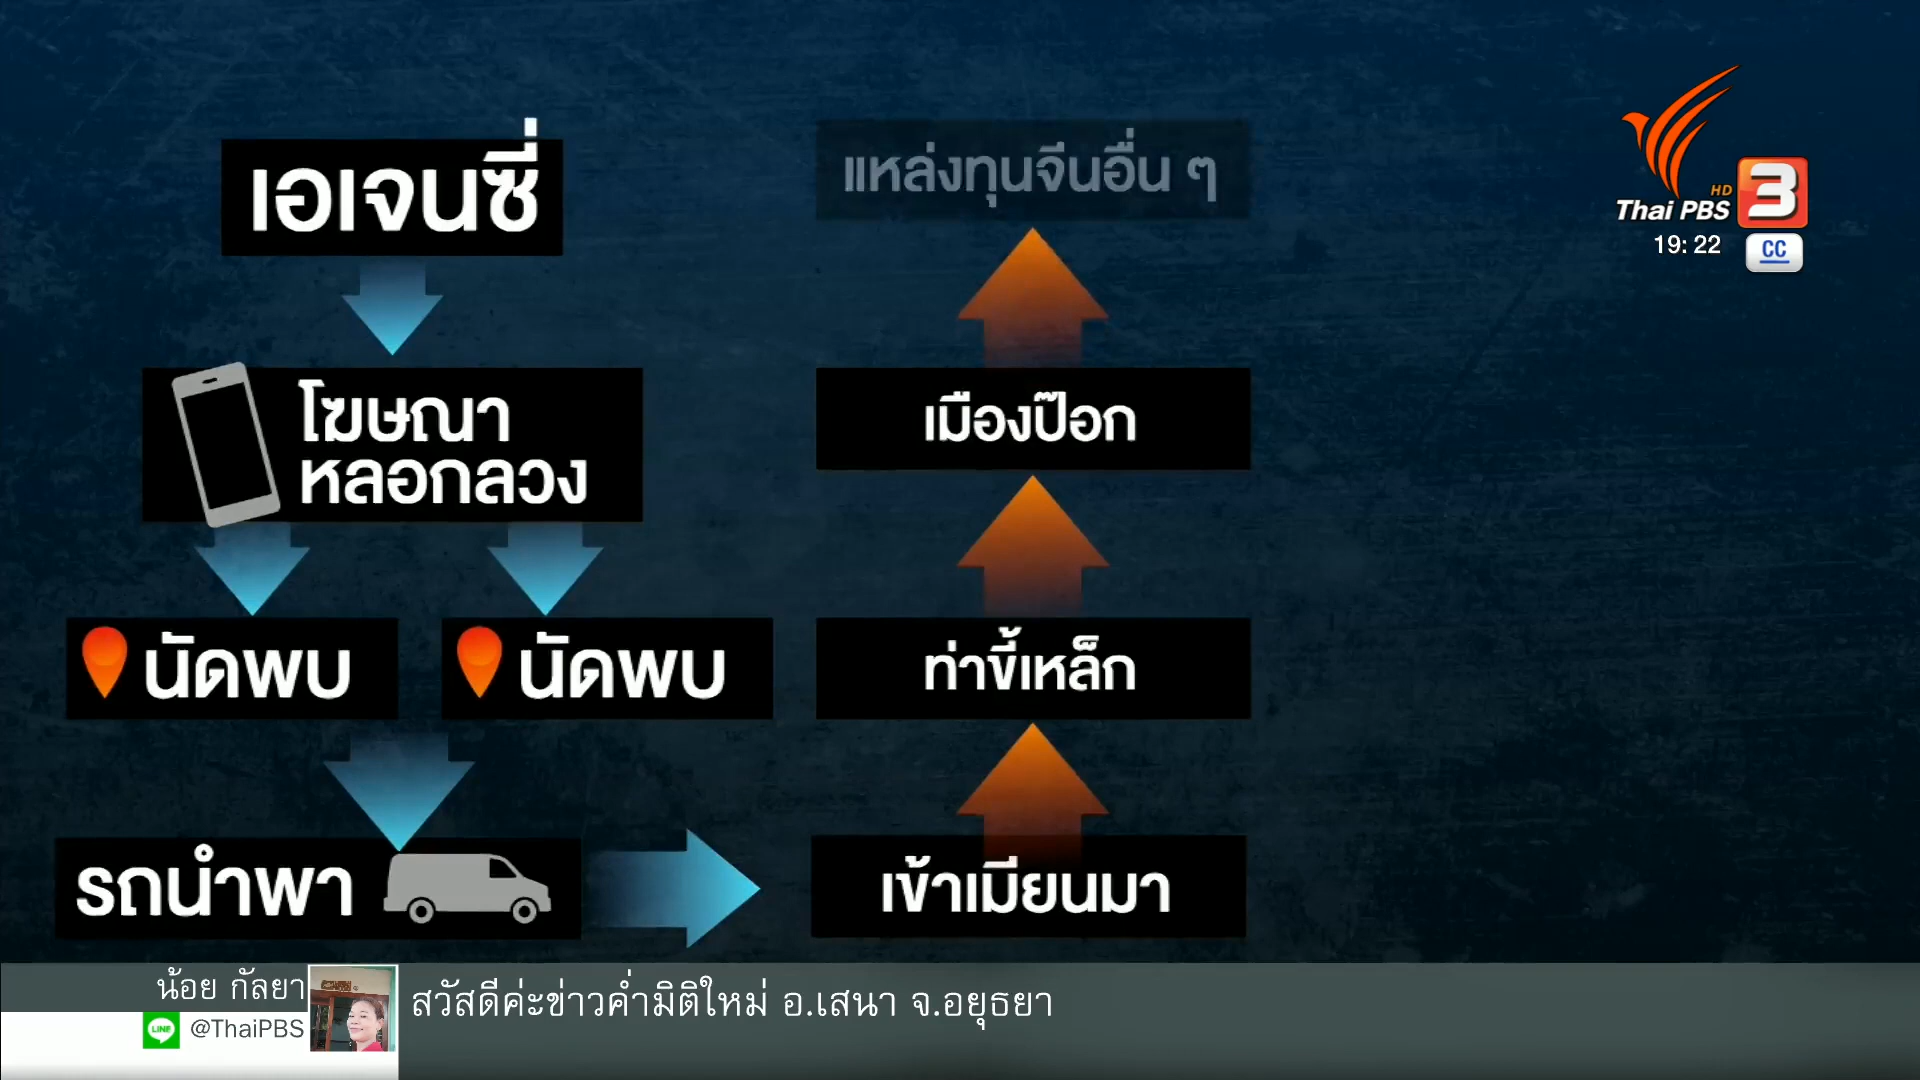 เอเจนซี่
โฆษณา
หลอกลวง
นัดพบ
นัดพบ
รถนำพา
เข้าเมียนมา
ท่าขี้เหล็ก
เมืองป๊อก
แหล่งทุนจีนอื่น ๆ
HD
Thai PBS
3
19:22
CC
น้อย กัลยา
LINE
@ThaiPBS
สวัสดีค่ะข่าวค่ำมิติใหม่ อ.เสนา จ.อยุธยา